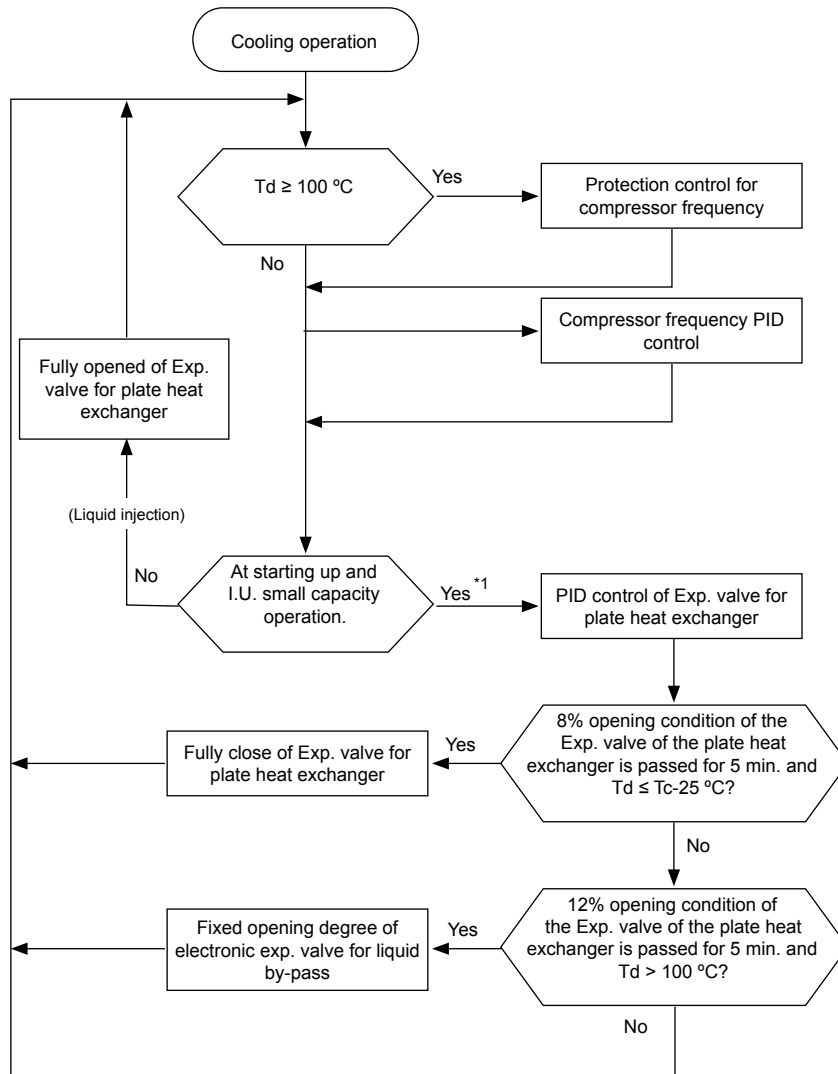 Cooling operation
Td ≥ 100 ºC
Yes
Protection control for
compressor frequency
No
Compressor frequency PID
control
Fully opened of Exp.
valve for plate heat
exchanger
(Liquid injection)
No
At starting up and
I.U. small capacity
operation.
Yes *1
PID control of Exp. valve for
plate heat exchanger
8% opening condition of the
Exp. valve of the plate heat
exchanger is passed for 5 min. and
Td ≤ Tc-25 ºC?
Yes
Fully close of Exp. valve for
plate heat exchanger
No
12% opening condition of
the Exp. valve of the plate heat
exchanger is passed for 5 min. and
Td > 100 ºC?
Yes
Fixed opening degree of
electronic exp. valve for liquid
by-pass
No